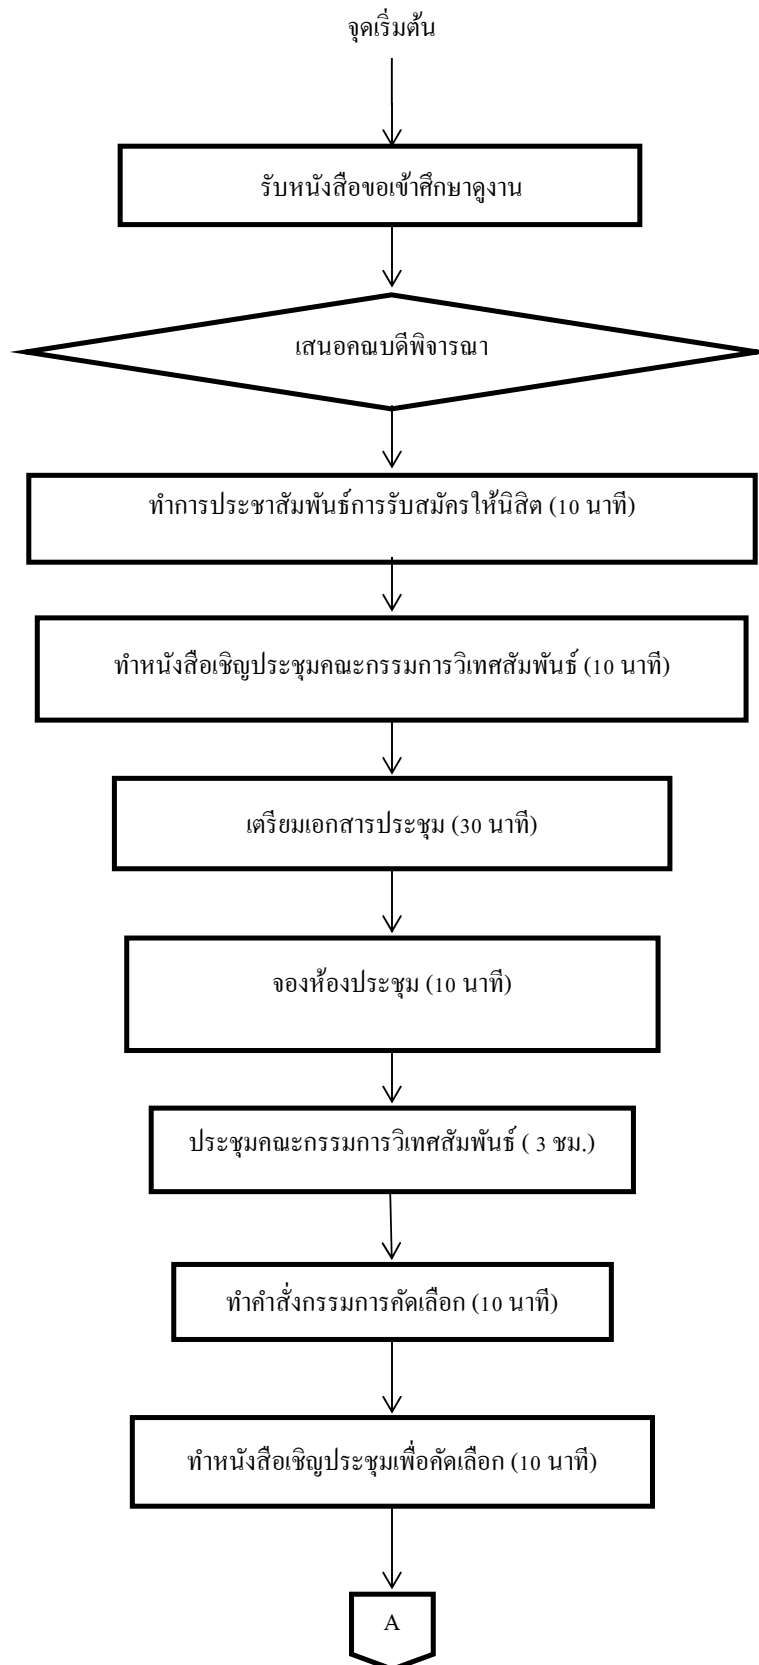 จุดเริ่มต้น
รับหนังสือขอเข้าศึกษาดูงาน
เสนอคณบดีพิจารณา
ทำการประชาสัมพันธ์การรับสมัครให้นิสิต (10 นาที)
ทำหนังสือเชิญประชุมคณะกรรมการวิเทศสัมพันธ์ (10 นาที)
เตรียมเอกสารประชุม (30 นาที)
จองห้องประชุม (10 นาที)
ประชุมคณะกรรมการวิเทศสัมพันธ์ ( 3 ชม.)
ทำคำสั่งกรรมการคัดเลือก (10 นาที)
ทำหนังสือเชิญประชุมเพื่อคัดเลือก (10 นาที)
A